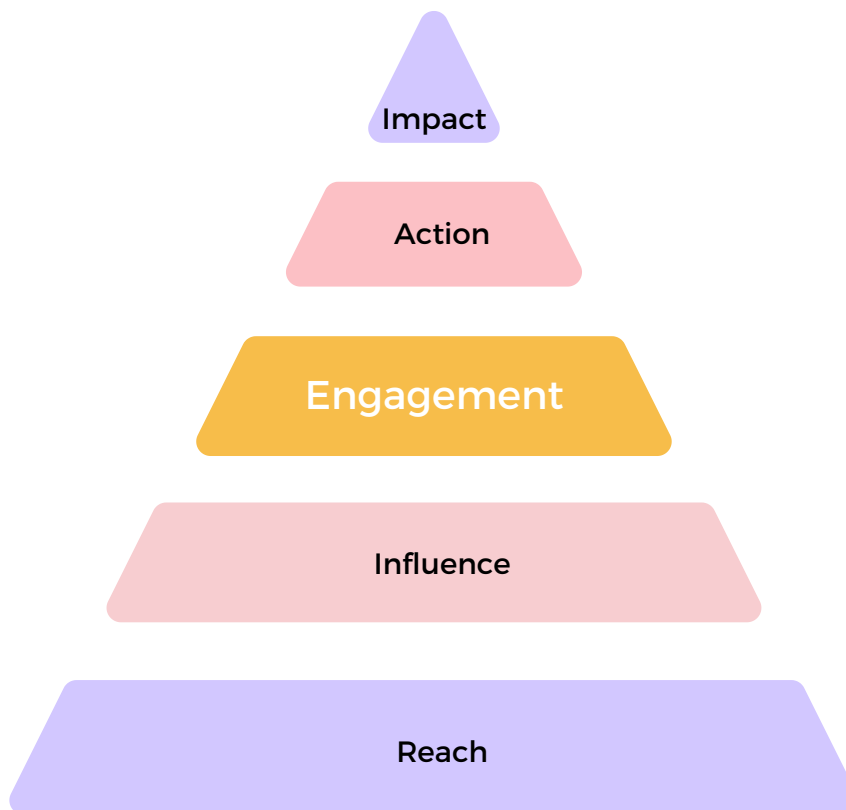 Impact
Action
Engagement
Influence
Reach